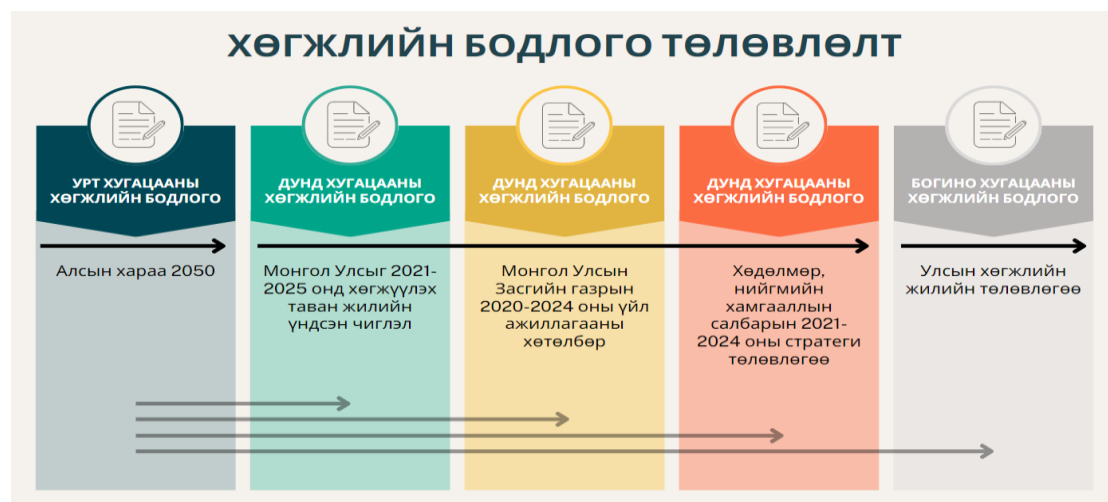 ХӨГЖЛИЙН БОДЛОГО ТӨЛӨВЛӨЛТ
УРТ ХУГАЦААНЫ
ХӨГЖЛИЙН БОДЛОГО
Алсын хараа 2050
ДУНД ХУГАЦААНЫ
ХӨГЖЛИЙН БОДЛОГО
Монгол Улсыг 2021-
2025 онд хөгжүүлэх
таван жилийн
үндсэн чиглэл
ДУНД ХУГАЦААНЫ
ХӨГЖЛИЙН БОДЛОГО
Монгол Улсын
Засгийн газрын
2020-2024 оны үйл
ажиллагааны
хөтөлбөр
ДУНД ХУГАЦААНЫ
ХӨГЖЛИЙН БОДЛОГО
Хөдөлмөр,
нийгмийн
хамгааллын
салбарын 2021-
2024 оны стратеги
төлөвлөгөө
БОГИНО ХУГАЦААНЫ
ХӨГЖЛИЙН БОДЛОГО
Улсын хөгжлийн
жилийн төлөвлөгөө